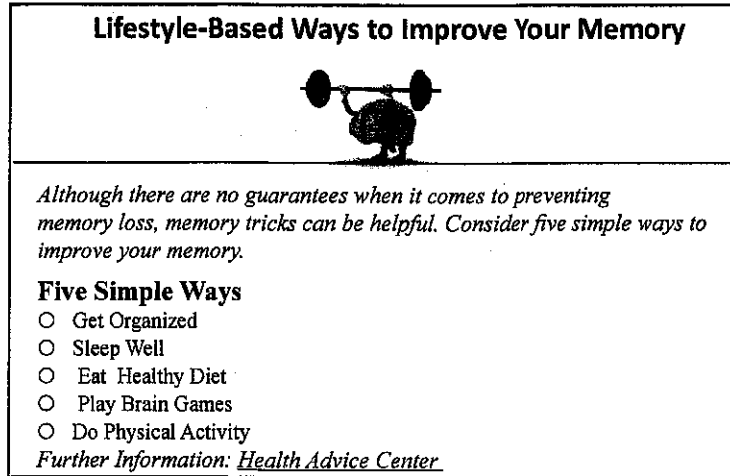 Lifestyle-Based Ways to Improve Your Memory
Although there are no guarantees when it comes to preventing
memory loss, memory tricks can be helpful. Consider five simple ways to
improve your memory.
Five Simple Ways
O Get Organized
O Sleep Well
O Eat Healthy Diet
O Play Brain Games
O Do Physical Activity
Further Information: Health Advice Center